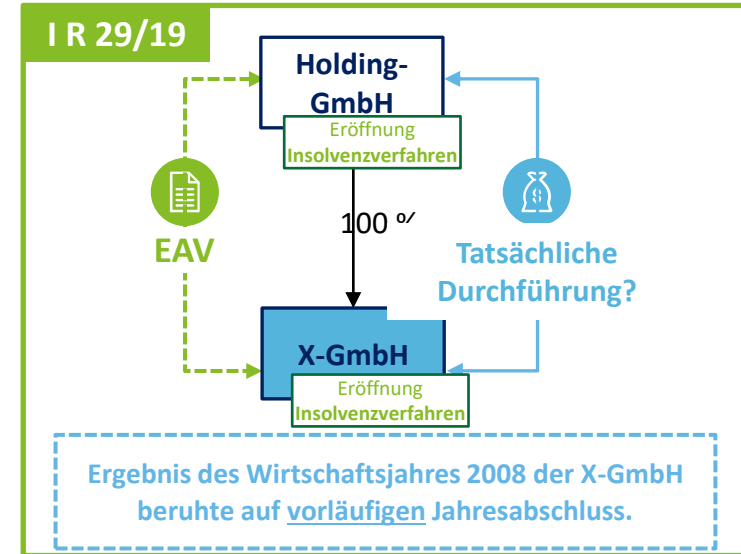 I R 29/19
Holding-
GmbH
Eröffnung
Insolvenzverfahren
100 %
EAV
Tatsächliche
Durchführung?
X-GmbH
Eröffnung
Insolvenzverfahren
Ergebnis des Wirtschaftsjahres 2008 der X-GmbH
beruhte auf vorläufigen Jahresabschluss.